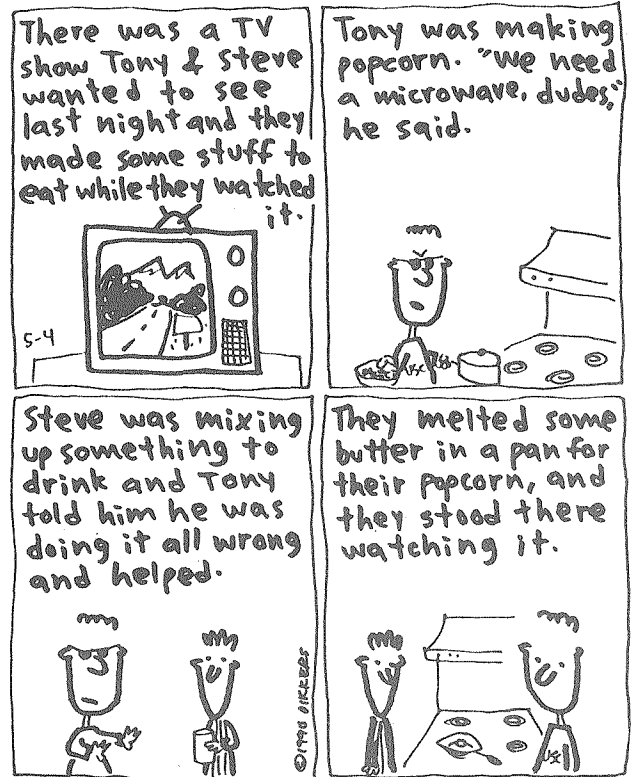 There was a TV
show Tony & Steve
wanted to see
last night and they
made some stuff to
eat while they watched
it.
5-4
Tony was making
popcorn. "We need
a microwave, dudes,"
he said.
USC
Steve was mixing
up something to
drink and Tony
told him he was
doing it all wrong
and helped.
©1990 DIKKERS
They melted some
butter in a pan for
their popcorn, and
they stood there
watching it.